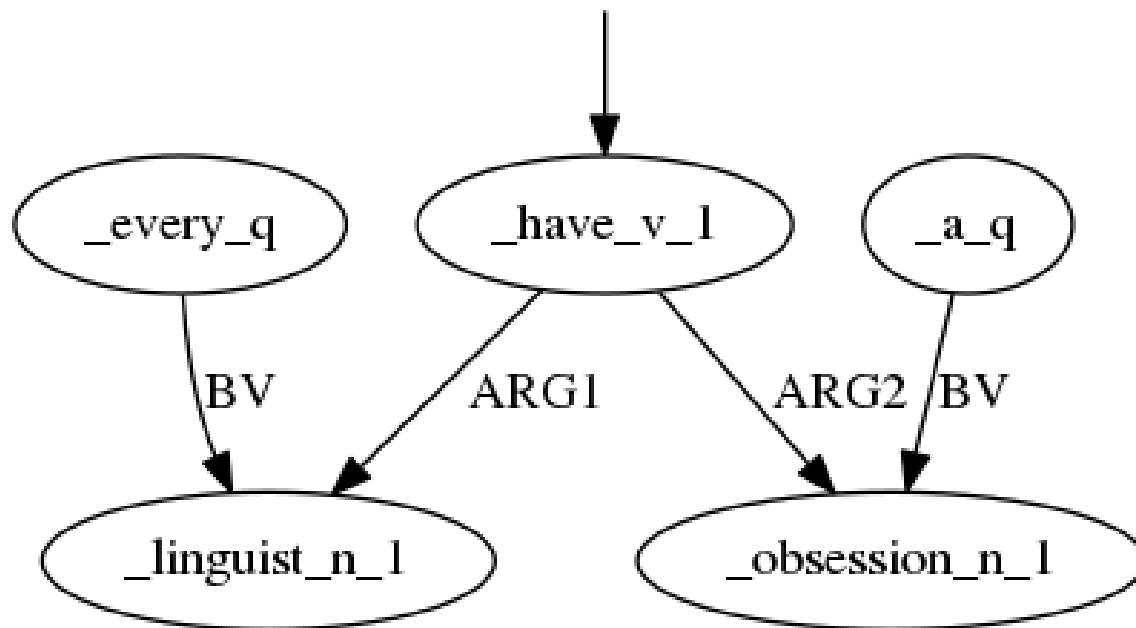 _every_q _have_v_1 _a_q
BV ARG1 ARG2 BV
_linguist_n_1 _obsession_n_1